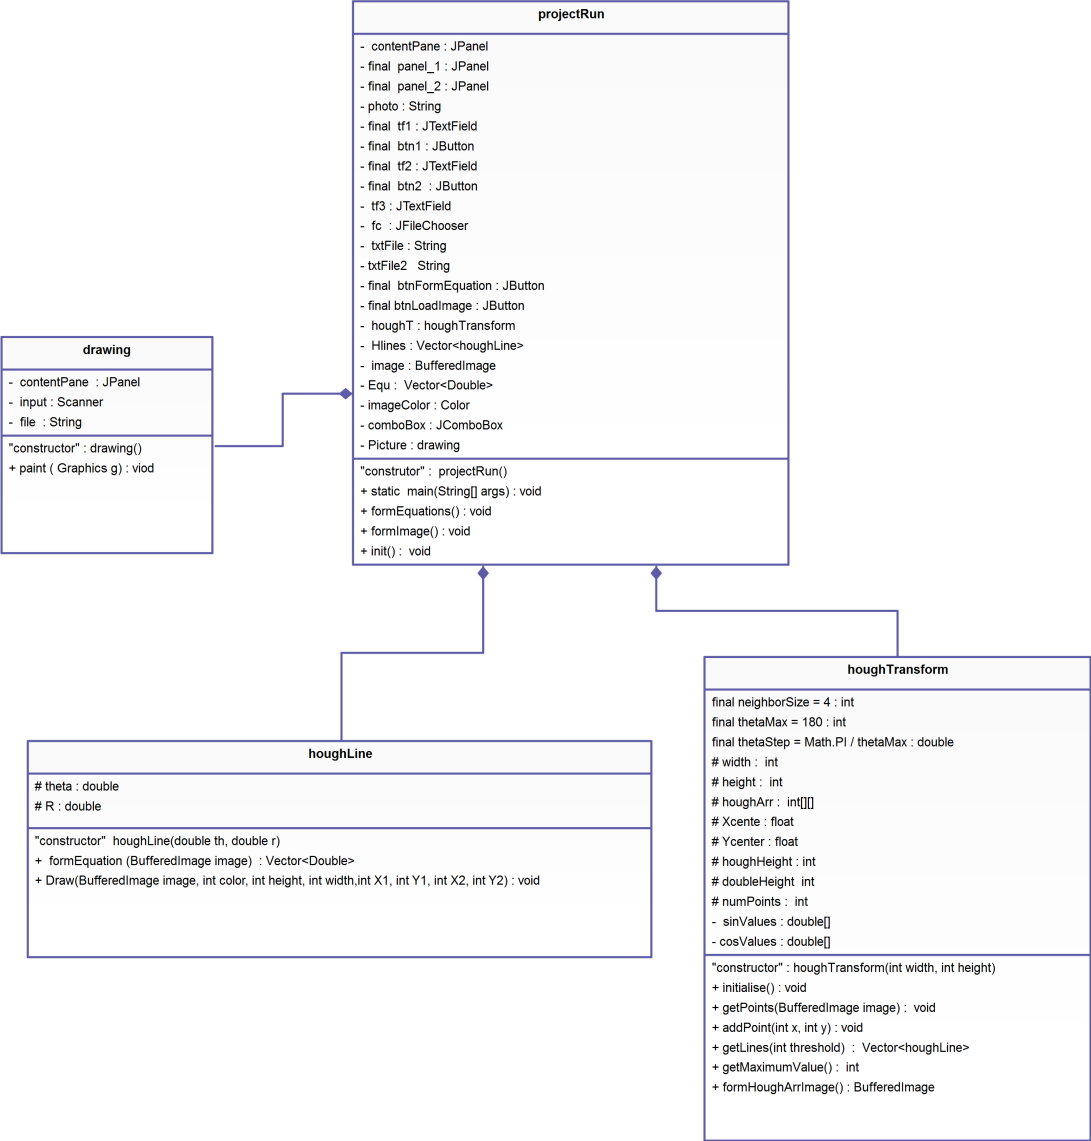 projectRun
- contentPane : JPanel
- final panel_1 : JPanel
- final panel_2 : JPanel
- photo : String
- final tf1 : JTextField
- final btn1 : JButton
- final tf2 : JTextField
- final btn2 : JButton
- tf3 : JTextField
- fc : JFileChooser
- txtFile : String
- txtFile2 String
- final btnFormEquation : JButton
- final btnLoadImage : JButton
- houghT : houghTransform
- Hlines : Vector<houghLine>
- image : BufferedImage
- Equ : Vector<Double>
- imageColor : Color
- comboBox : JComboBox
- Picture : drawing
"construtor" : projectRun()
+ static main(String[] args) : void
+ formEquations() : void
+ formImage() : void
+ init() : void
drawing
- contentPane : JPanel
- input : Scanner
- file : String
"constructor" : drawing()
+ paint ( Graphics g) : viod
houghLine
# theta : double
# R : double
"constructor" houghLine(double th, double r)
+ formEquation (BufferedImage image) : Vector<Double>
+ Draw(BufferedImage image, int color, int height, int width,int X1, int Y1, int X2, int Y2) : void
houghTransform
final neighborSize = 4 : int
final thetaMax = 180 : int
final thetaStep = Math.PI / thetaMax : double
# width : int
# height : int
# houghArr : int[][]
# Xcente : float
# Ycenter : float
# houghHeight : int
# doubleHeight int
# numPoints : int
- sinValues : double[]
- cosValues : double[]
"constructor" : houghTransform(int width, int height)
+ initialise() : void
+ getPoints(BufferedImage image) : void
+ addPoint(int x, int y) : void
+ getLines(int threshold) : Vector<houghLine>
+ getMaximumValue() : int
+ formHoughArrImage() : BufferedImage